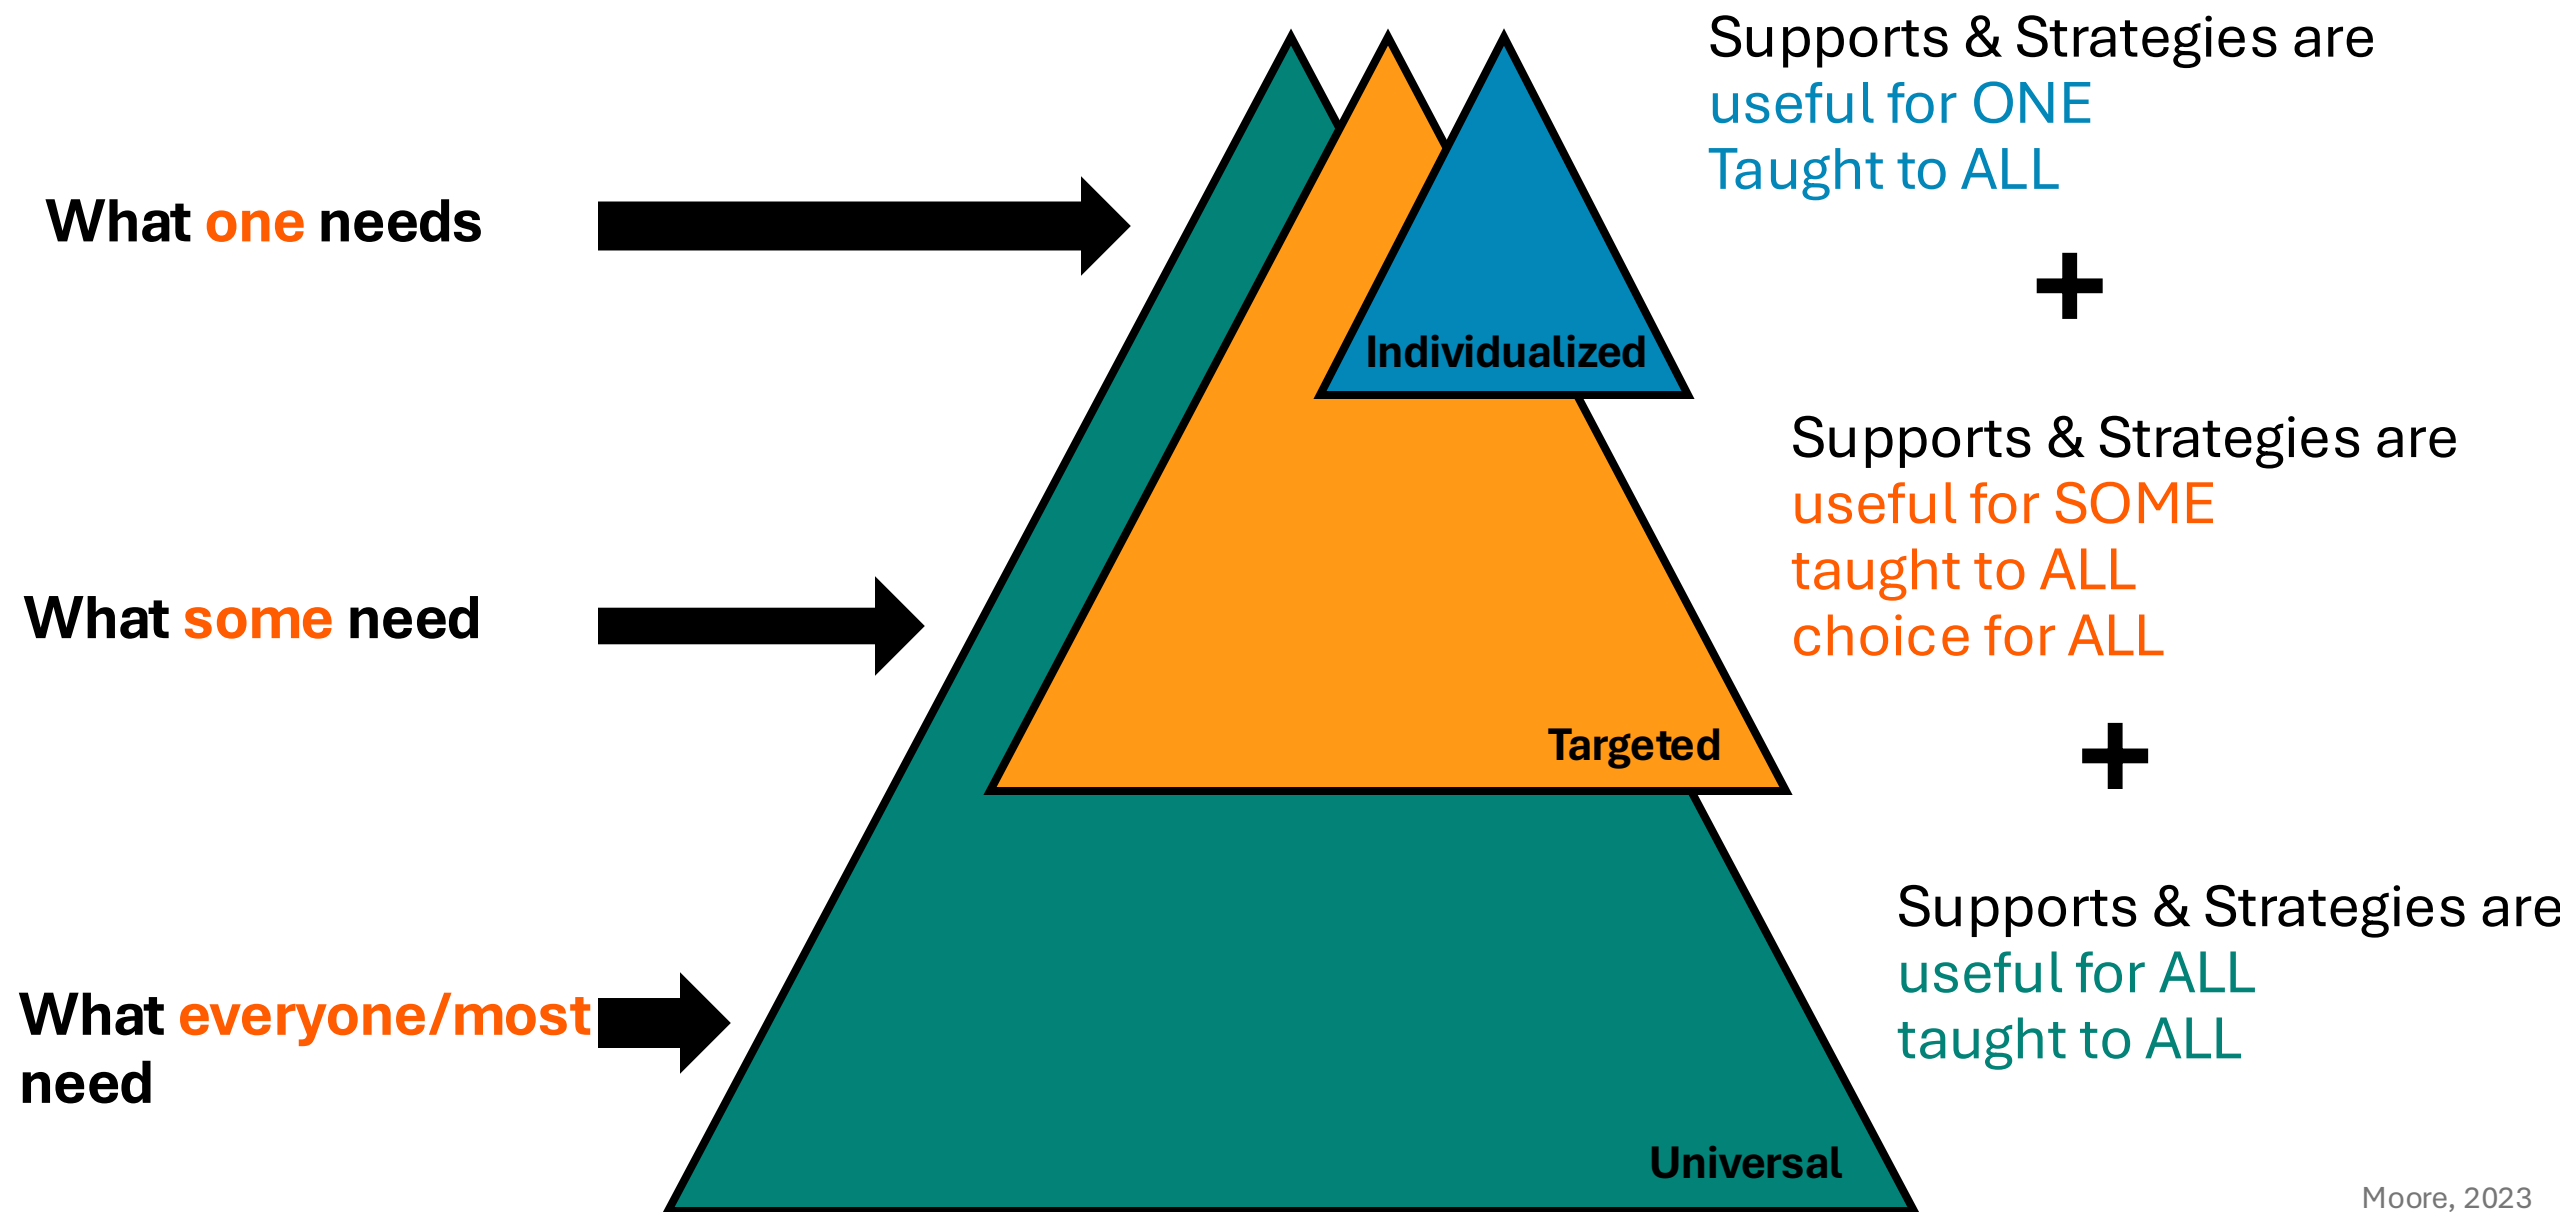 Supports & Strategies are
useful for ONE
Taught to ALL
What one needs
+
Individualized
Supports & Strategies are
useful for SOME
taught to ALL
choice for ALL
What some need
Targeted
+
Supports & Strategies are
useful for ALL
taught to ALL
What everyone/most
need
Universal
Moore, 2023